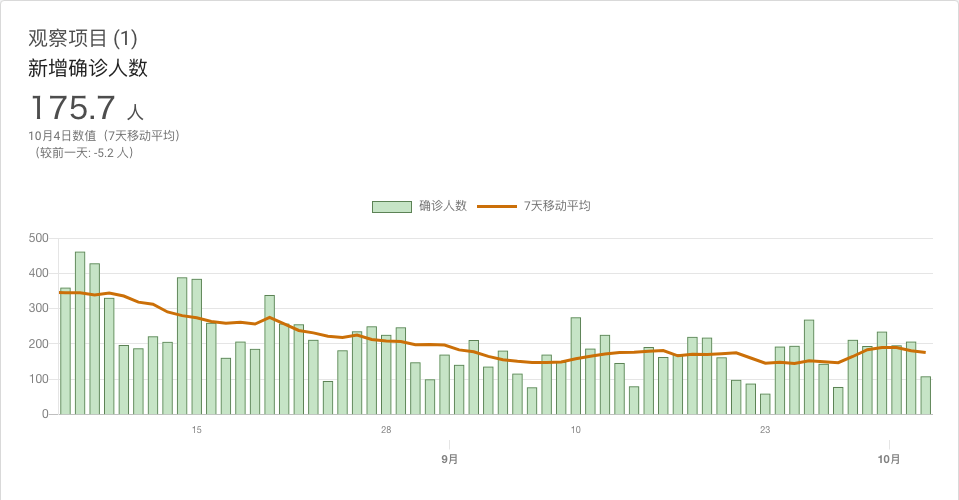 观察项目 (1)
新增确诊人数
175.7 人
10月4日数值（7天移动平均）
（较前一天: -5.2 人）
确诊人数 7天移动平均
500
400
300
200
100
0
15 28 10 23
9月 10月